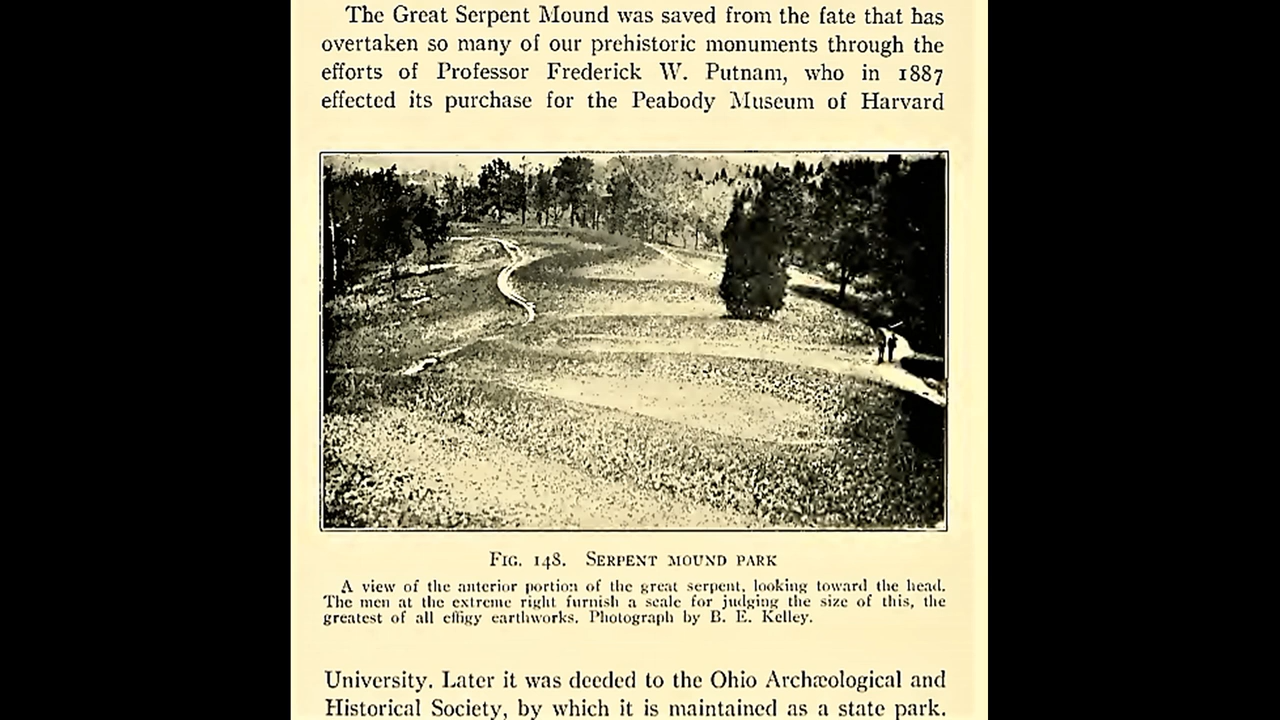 The Great Serpent Mound was saved from the fate that has
overtaken so many of our prehistoric monuments through the
efforts of Professor Frederick W. Putnam, who in 1887
effected its purchase for the Peabody Museum of Harvard
Fig. 148. Serpent mound park
A view of the anterior portion of the great serpent, looking toward the head.
The men at the extreme right furnish a scale for judging the size of this, the
greatest of all effigy earthworks. Photograph by B. E. Kelley.
University. Later it was deeded to the Ohio Archæological and
Historical Society, by which it is maintained as a state park.